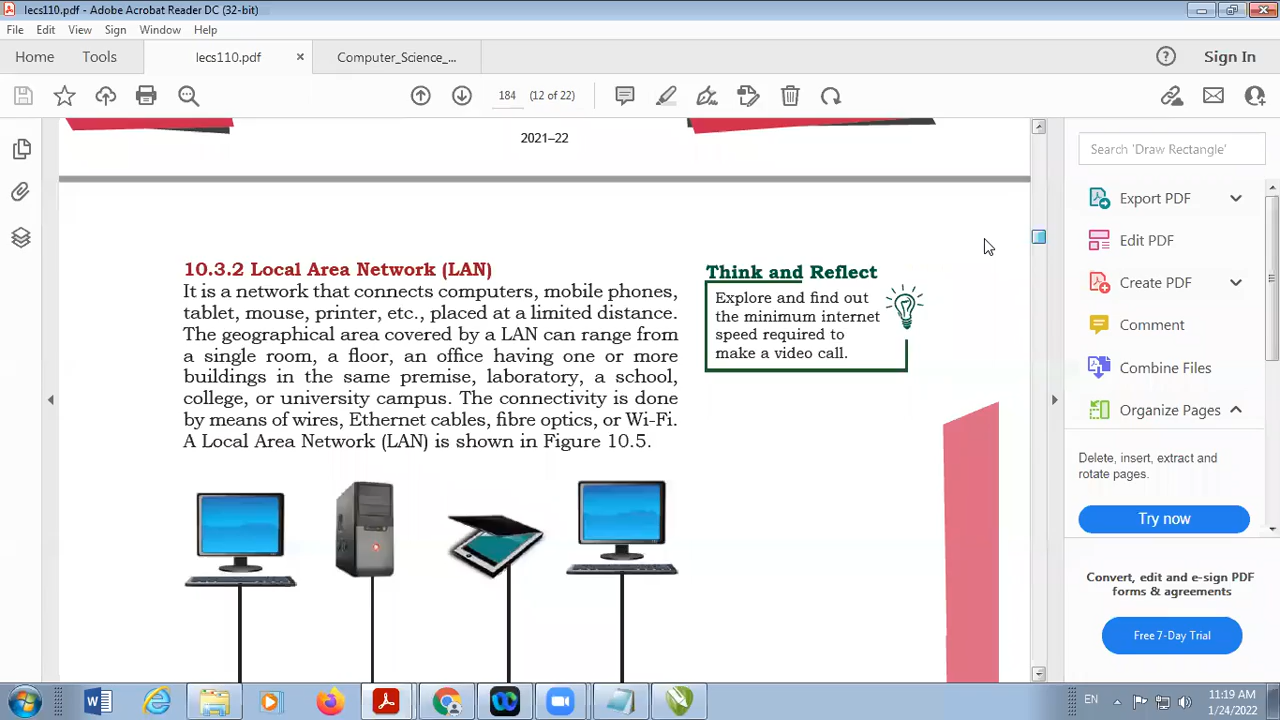 lecs110.pdf - Adobe Acrobat Reader DC (32-bit)
File Edit View Sign Window Help
Home Tools lecs110.pdf × Computer_Science_... Sign In
184 (12 of 22)
2021–22
Search 'Draw Rectangle'
Export PDF
Edit PDF
Create PDF
Comment
Combine Files
Organize Pages
Delete, insert, extract and
rotate pages.
Try now
Convert, edit and e-sign PDF
forms & agreements
Free 7-Day Trial
10.3.2 Local Area Network (LAN)
It is a network that connects computers, mobile phones,
tablet, mouse, printer, etc., placed at a limited distance.
The geographical area covered by a LAN can range from
a single room, a floor, an office having one or more
buildings in the same premise, laboratory, a school,
college, or university campus. The connectivity is done
by means of wires, Ethernet cables, fibre optics, or Wi-Fi.
A Local Area Network (LAN) is shown in Figure 10.5.
Think and Reflect
Explore and find out
the minimum internet
speed required to
make a video call.
EN
11:19 AM
1/24/2022